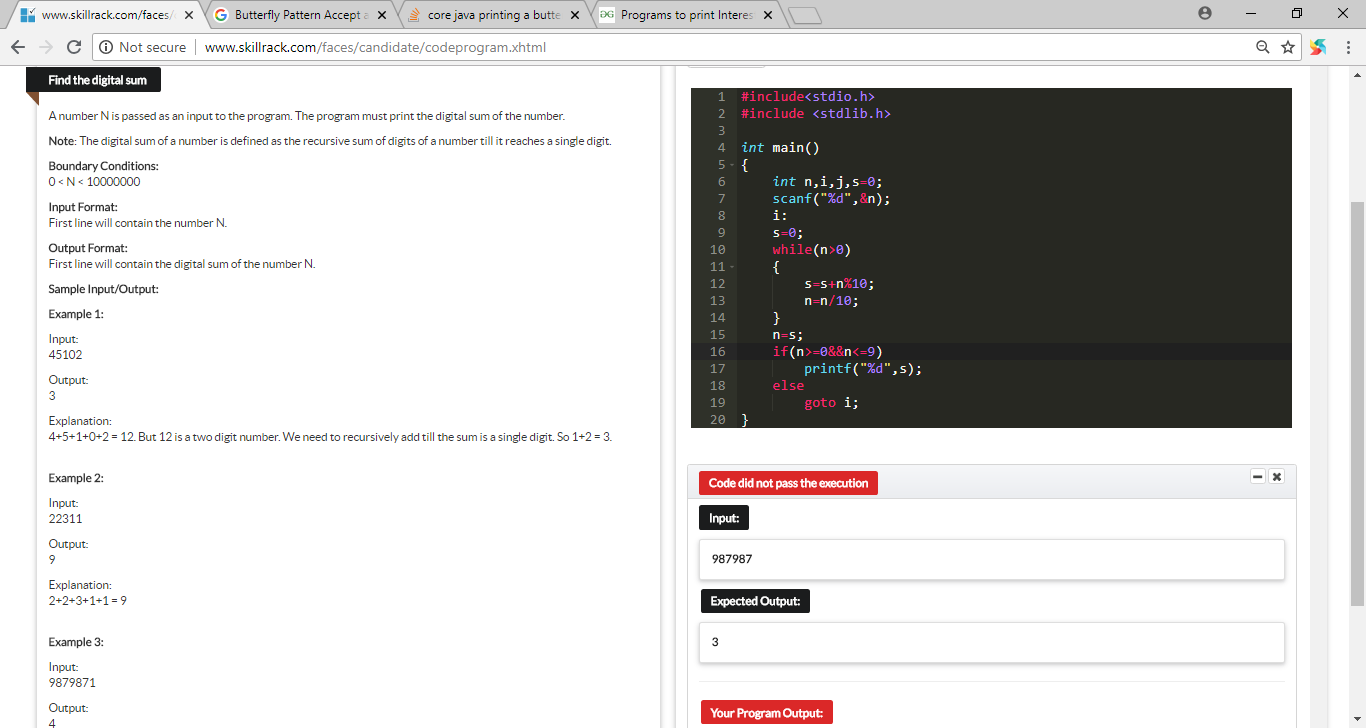 www.skillrack.com/faces/
Butterfly Pattern Accept a
core java printing a butte
Programs to print Interes
Not secure
www.skillrack.com/faces/candidate/codeprogram.xhtml
Find the digital sum
A number N is passed as an input to the program. The program must print the digital sum of the number.
Note: The digital sum of a number is defined as the recursive sum of digits of a number till it reaches a single digit.
Boundary Conditions:
0 < N < 10000000
Input Format:
First line will contain the number N.
Output Format:
First line will contain the digital sum of the number N.
Sample Input/Output:
Example 1:
Input:
45102
Output:
3
Explanation:
4+5+1+0+2 = 12. But 12 is a two digit number. We need to recursively add till the sum is a single digit. So 1+2 = 3.
Example 2:
Input:
22311
Output:
9
Explanation:
2+2+3+1+1 = 9
Example 3:
Input:
9879871
Output:
4
1 #include<stdio.h>
2 #include <stdlib.h>
3
4 int main()
5 {
6 int n,i,j,s=0;
7 scanf("%d",&n);
8 i:
9 s=0;
10 while(n>0)
11 {
12 s=s+n%10;
13 n=n/10;
14 }
15 n=s;
16 if(n>=0&&n<=9)
17 printf("%d",s);
18 else
19 goto i;
20 }
Code did not pass the execution
Input:
987987
Expected Output:
3
Your Program Output: